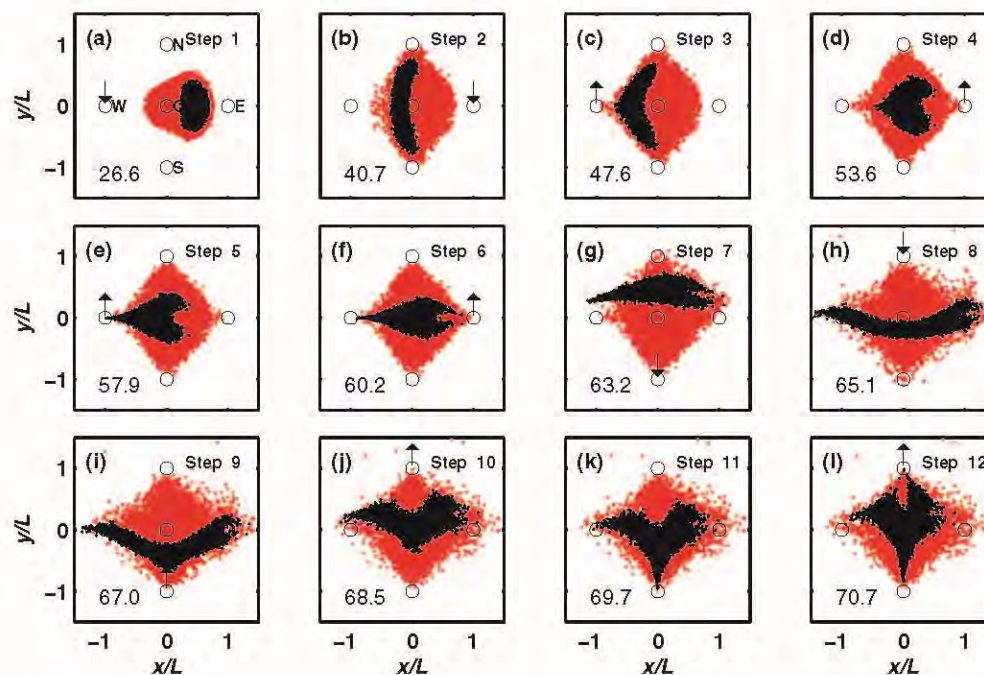 (a) N Step 1
(b) Step 2
(c) Step 3
(d) Step 4
y/L
1
0
−1
W E
S
26.6
40.7
47.6
53.6
(e) Step 5
(f) Step 6
(g) Step 7
(h) Step 8
y/L
1
0
−1
57.9
60.2
63.2
65.1
(i) Step 9
(j) Step 10
(k) Step 11
(l) Step 12
y/L
1
0
−1
67.0
68.5
69.7
70.7
−1 0 1
−1 0 1
−1 0 1
−1 0 1
x/L
x/L
x/L
x/L